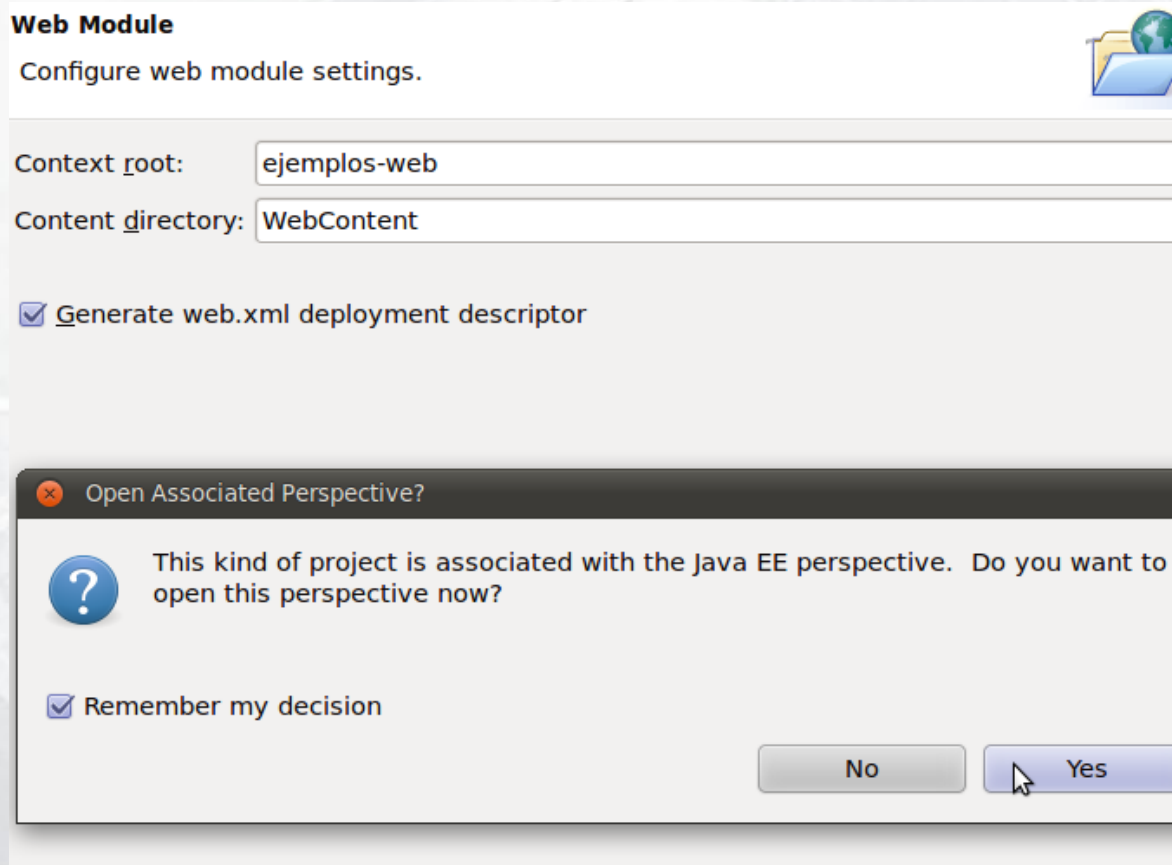 Web Module
Configure web module settings.
Context root: ejemplos-web
Content directory: WebContent
Generate web.xml deployment descriptor
Open Associated Perspective?
This kind of project is associated with the Java EE perspective.  Do you want to
open this perspective now?
Remember my decision
No Yes